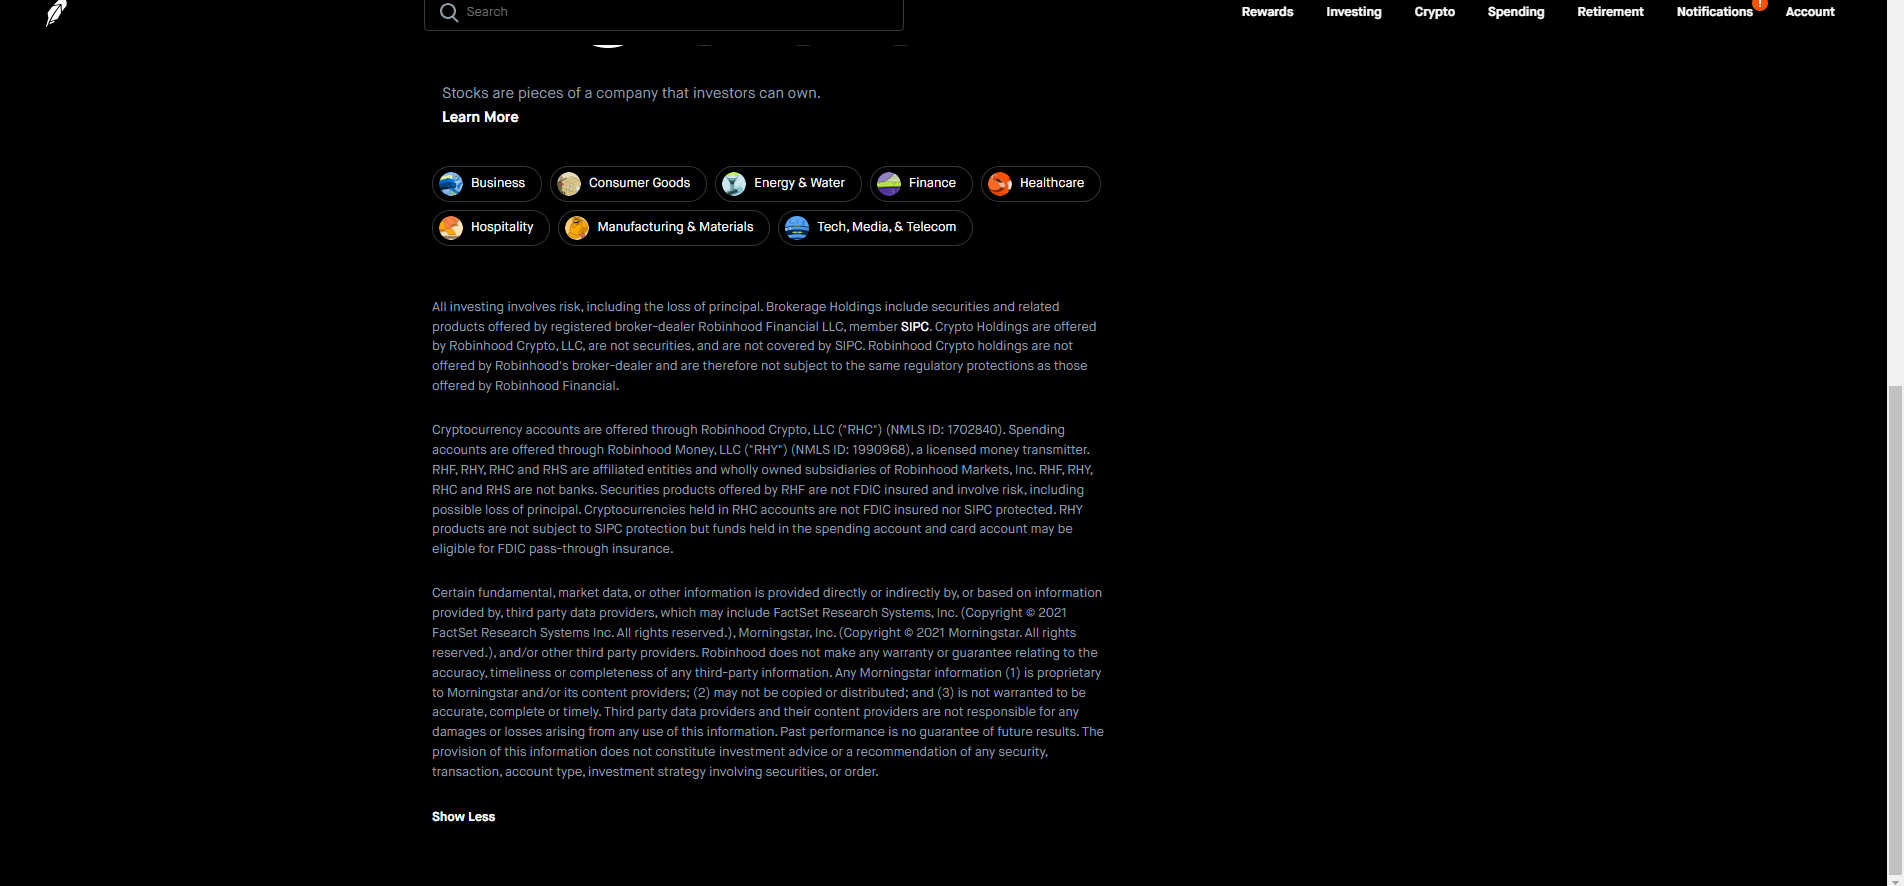 Search
Rewards Investing Crypto Spending Retirement Notifications ! Account
Stocks are pieces of a company that investors can own.
Learn More
Business Consumer Goods Energy & Water Finance Healthcare
Hospitality Manufacturing & Materials Tech, Media, & Telecom
All investing involves risk, including the loss of principal. Brokerage Holdings include securities and related
products offered by registered broker-dealer Robinhood Financial LLC, member SIPC. Crypto Holdings are offered
by Robinhood Crypto, LLC, are not securities, and are not covered by SIPC. Robinhood Crypto holdings are not
offered by Robinhood's broker-dealer and are therefore not subject to the same regulatory protections as those
offered by Robinhood Financial.
Cryptocurrency accounts are offered through Robinhood Crypto, LLC ("RHC") (NMLS ID: 1702840). Spending
accounts are offered through Robinhood Money, LLC ("RHY") (NMLS ID: 1990968), a licensed money transmitter.
RHF, RHY, RHC and RHS are affiliated entities and wholly owned subsidiaries of Robinhood Markets, Inc. RHF, RHY,
RHC and RHS are not banks. Securities products offered by RHF are not FDIC insured and involve risk, including
possible loss of principal. Cryptocurrencies held in RHC accounts are not FDIC insured nor SIPC protected. RHY
products are not subject to SIPC protection but funds held in the spending account and card account may be
eligible for FDIC pass-through insurance.
Certain fundamental, market data, or other information is provided directly or indirectly by, or based on information
provided by, third party data providers, which may include FactSet Research Systems, Inc. (Copyright © 2021
FactSet Research Systems Inc. All rights reserved.), Morningstar, Inc. (Copyright © 2021 Morningstar. All rights
reserved.), and/or other third party providers. Robinhood does not make any warranty or guarantee relating to the
accuracy, timeliness or completeness of any third-party information. Any Morningstar information (1) is proprietary
to Morningstar and/or its content providers; (2) may not be copied or distributed; and (3) is not warranted to be
accurate, complete or timely. Third party data providers and their content providers are not responsible for any
damages or losses arising from any use of this information. Past performance is no guarantee of future results. The
provision of this information does not constitute investment advice or a recommendation of any security,
transaction, account type, investment strategy involving securities, or order.
Show Less